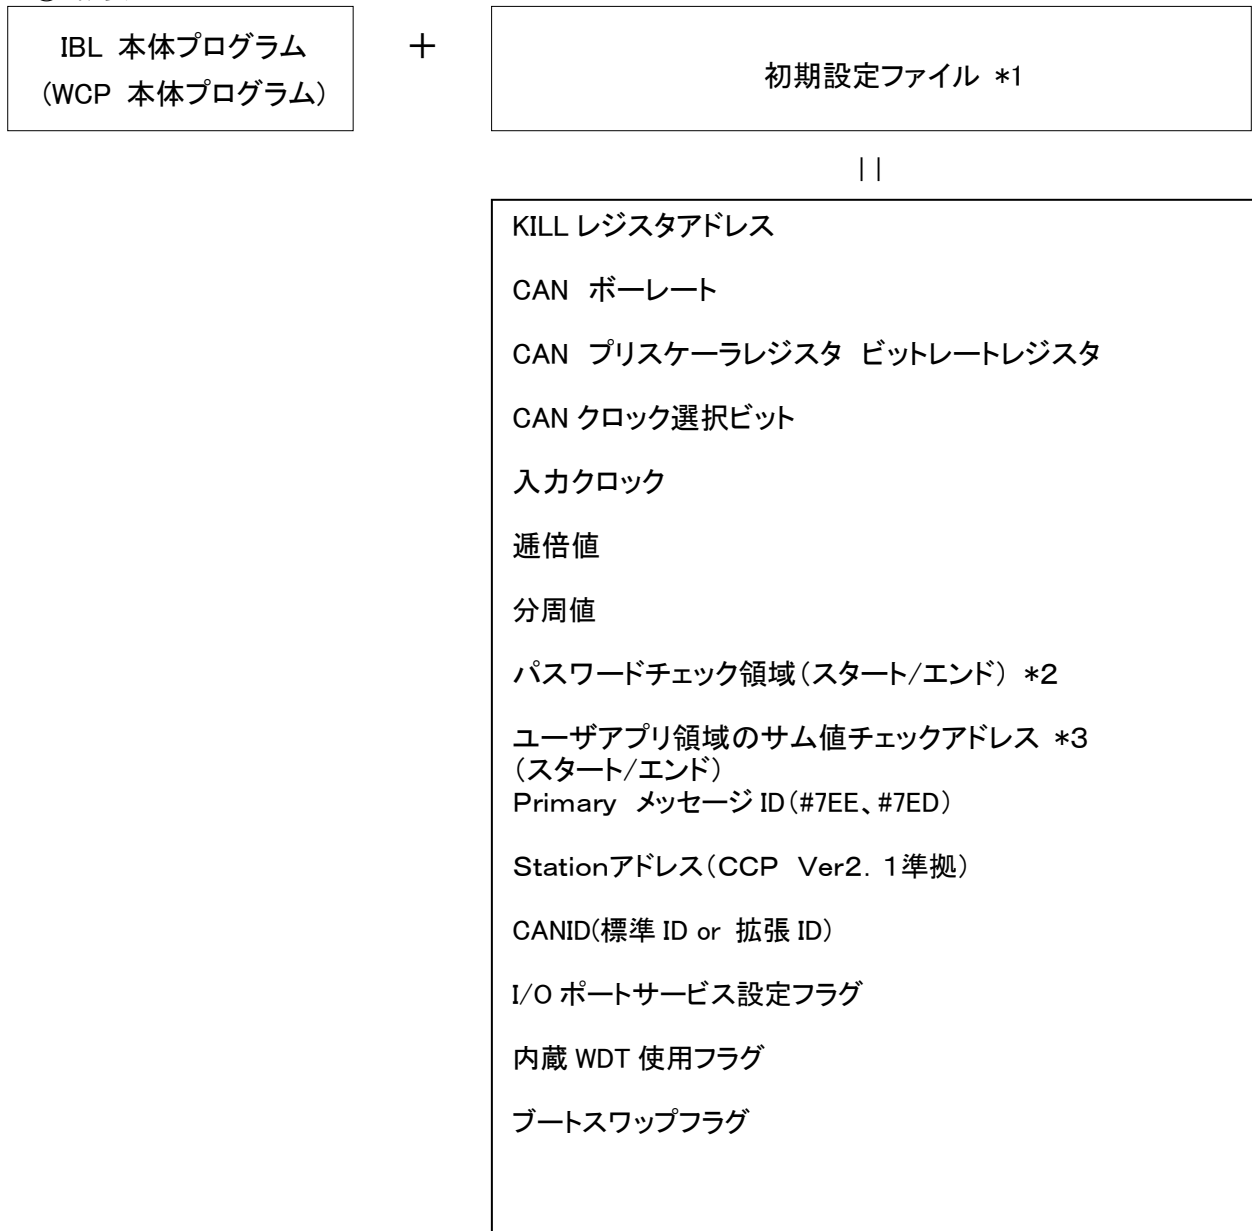 IBL 本体プログラム
(WCP 本体プログラム)
＋
初期設定ファイル *1
||
KILL レジスタアドレス
CAN ボーレート
CAN プリスケーラレジスタ ビットレートレジスタ
CAN クロック選択ビット
入力クロック
逓倍値
分周値
パスワードチェック領域（スタート/エンド） *2
ユーザアプリ領域のサム値チェックアドレス *3
（スタート/エンド）
Primary メッセージ ID（#7EE、#7ED）
Stationアドレス（CCP Ver2．1準拠）
CANID(標準 ID or 拡張 ID)
I/O ポートサービス設定フラグ
内蔵 WDT 使用フラグ
ブートスワップフラグ